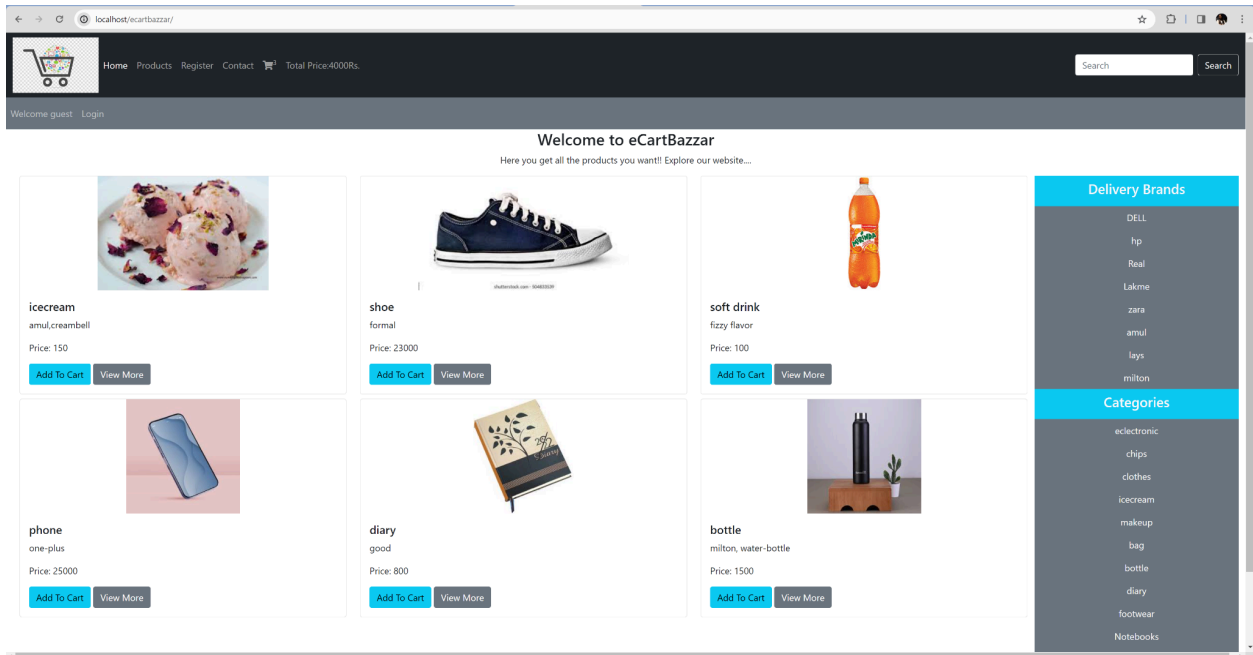 localhost/ecartbazzar/
Home Products Register Contact 3 Total Price:4000Rs.
Search Search
Welcome guest Login
Welcome to eCartBazzar
Here you get all the products you want!! Explore our website....
icecream
amul,creambell
Price: 150
Add To Cart View More
shutterstock.com · 504833539
shoe
formal
Price: 23000
Add To Cart View More
soft drink
fizzy flavor
Price: 100
Add To Cart View More
phone
one-plus
Price: 25000
Add To Cart View More
diary
good
Price: 800
Add To Cart View More
bottle
milton, water-bottle
Price: 1500
Add To Cart View More
Delivery Brands
DELL
hp
Real
Lakme
zara
amul
lays
milton
Categories
eclectronic
chips
clothes
icecream
makeup
bag
bottle
diary
footwear
Notebooks